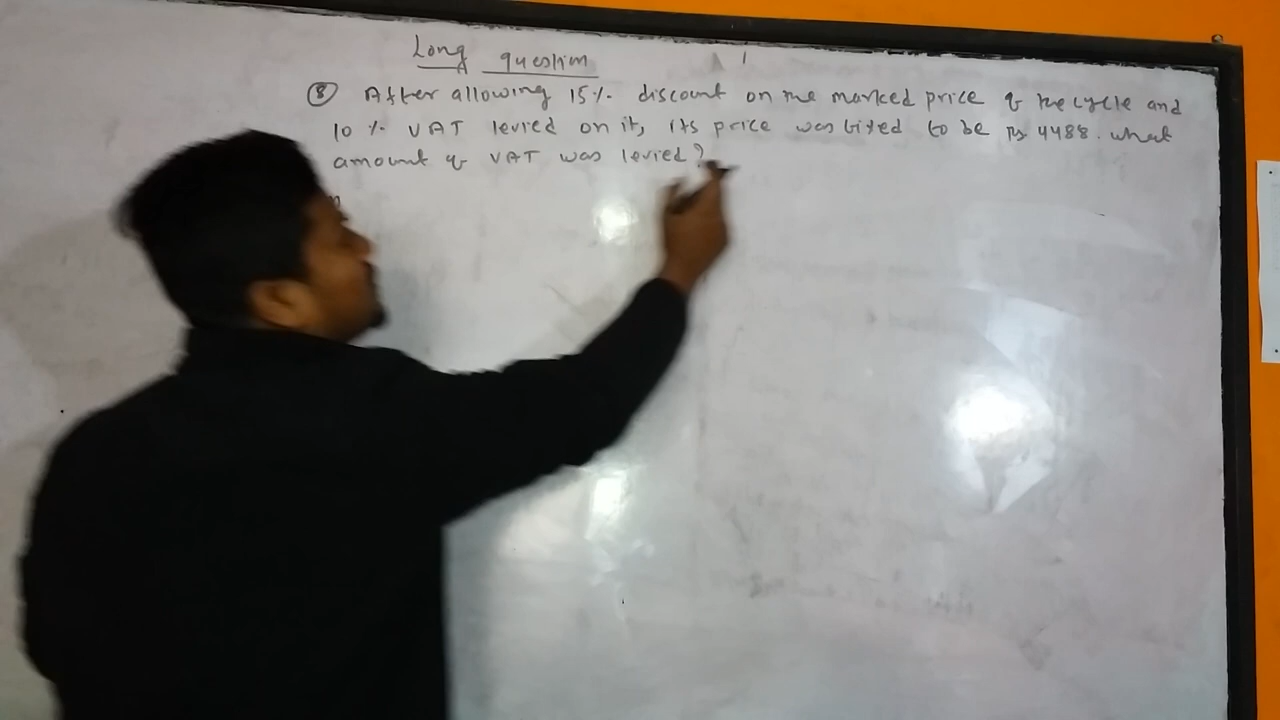 Long question
⑧ After allowing 15% discount on the marked price of the cycle and
10% VAT levied on it, its price was fixed to be Rs 4488. what
amount of VAT was levied?